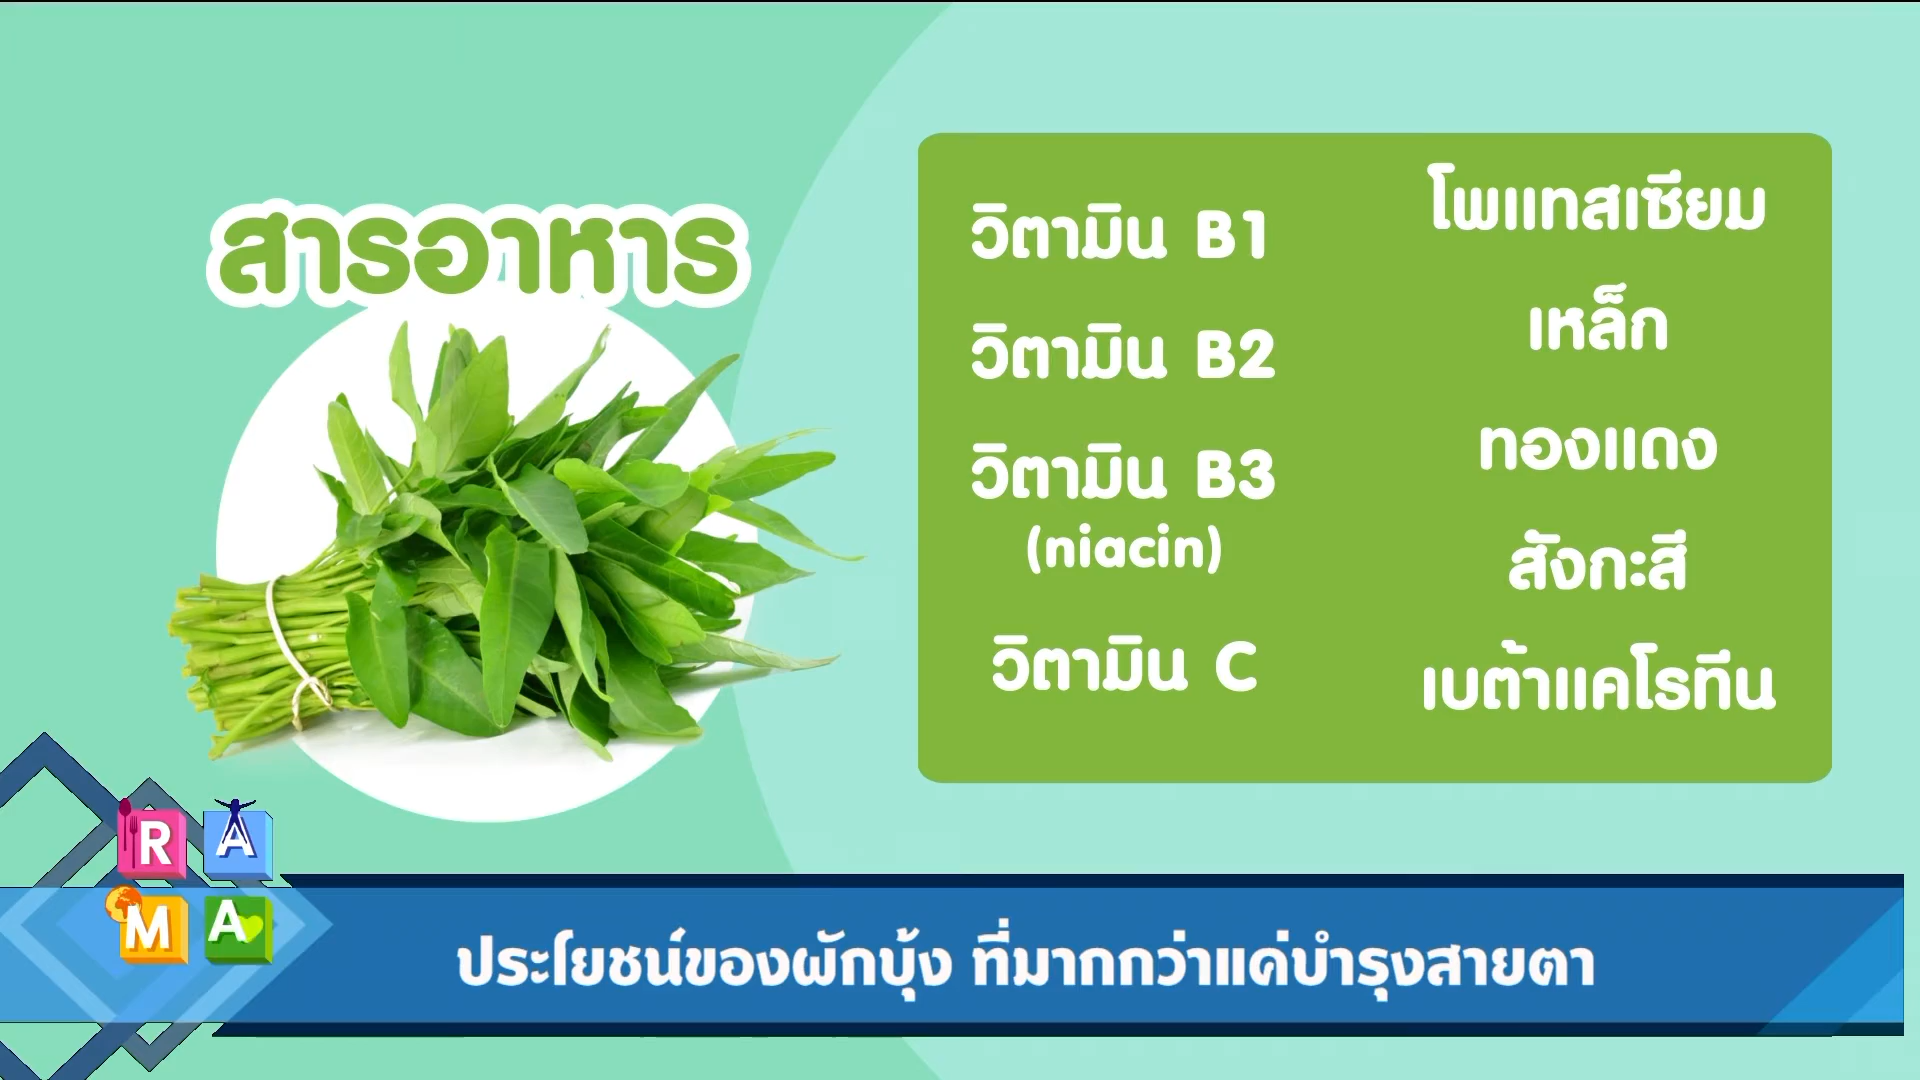 สารอาหาร
วิตามิน B1
วิตามิน B2
วิตามิน B3
(niacin)
วิตามิน C
โพแทสเซียม
เหล็ก
ทองแดง
สังกะสี
เบต้าแคโรทีน
RA
MA
ประโยชน์ของผักบุ้ง ที่มากกว่าแค่บำรุงสายตา